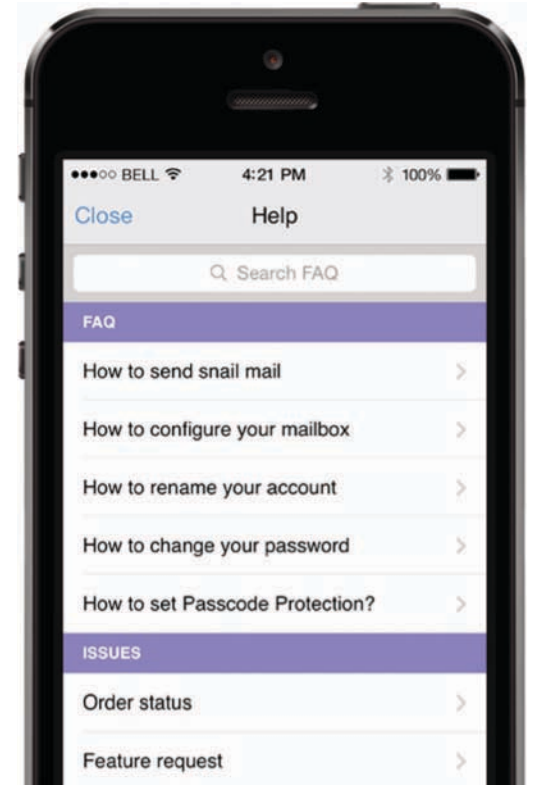 BELL 4:21 PM 100%
Close Help
Search FAQ
FAQ
How to send snail mail
How to configure your mailbox
How to rename your account
How to change your password
How to set Passcode Protection?
ISSUES
Order status
Feature request